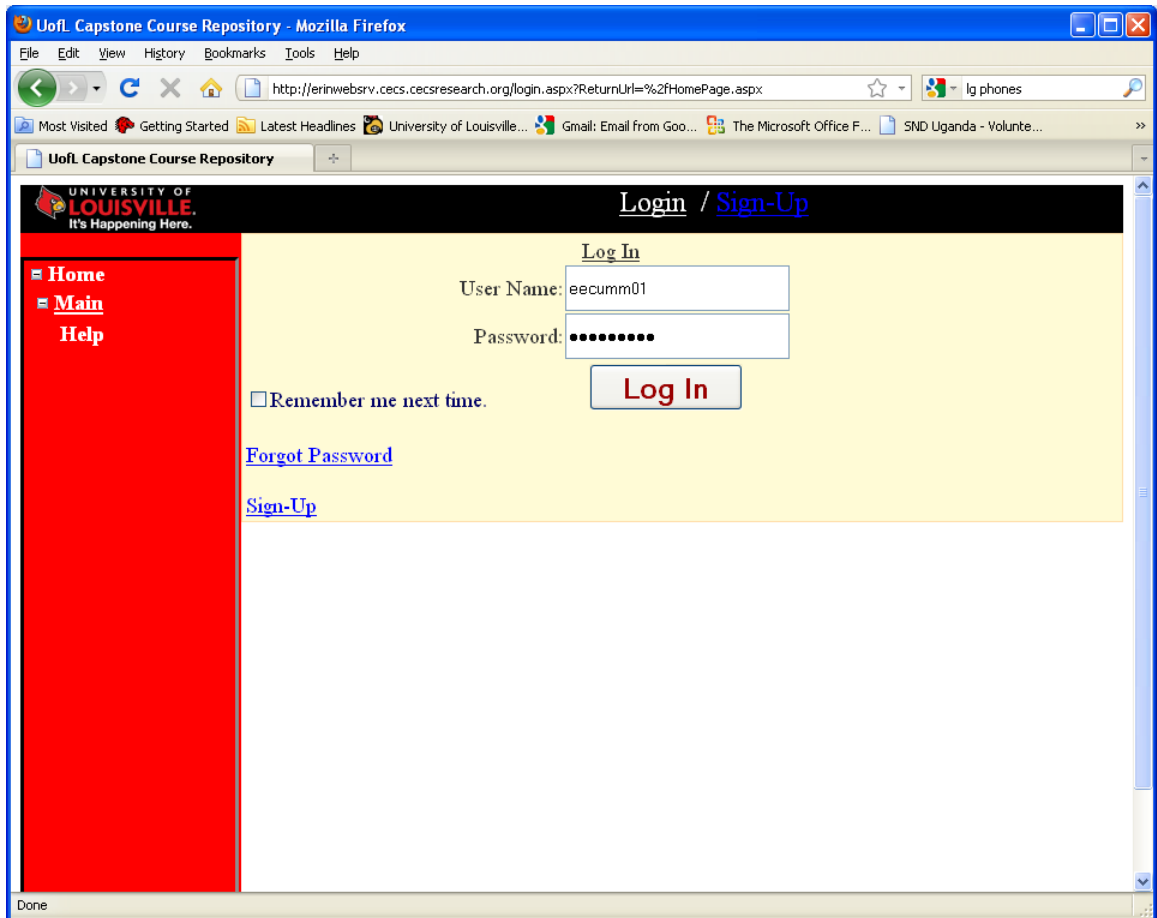 UofL Capstone Course Repository - Mozilla Firefox
File Edit View History Bookmarks Tools Help
http://erinwebsrv.cecs.cecsresearch.org/login.aspx?ReturnUrl=%2fHomePage.aspx
lg phones
Most Visited Getting Started Latest Headlines University of Louisville... Gmail: Email from Goo... The Microsoft Office F... SND Uganda - Volunte... »
UofL Capstone Course Repository
UNIVERSITY OF
LOUISVILLE.
It's Happening Here.
Login / Sign-Up
Log In
Home
User Name: eecumm01
Main
Help
Password: •••••••••
Log In
Remember me next time.
Forgot Password
Sign-Up
Done